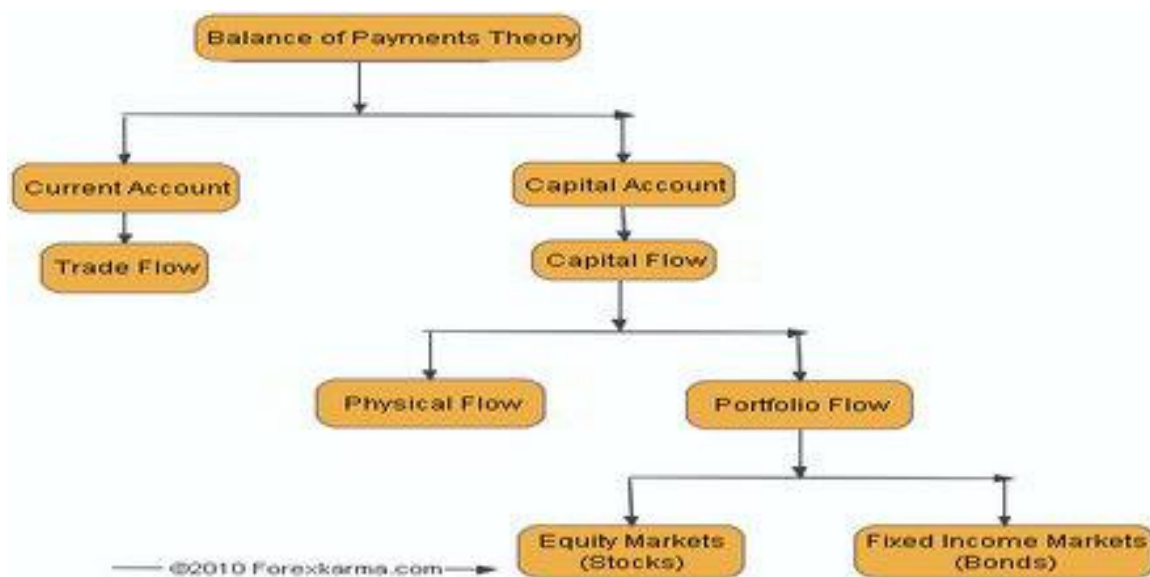 Balance of Payments Theory
Current Account
Capital Account
Trade Flow
Capital Flow
Physical Flow
Portfolio Flow
Equity Markets
(Stocks)
Fixed Income Markets
(Bonds)
©2010 Forexkarma.com